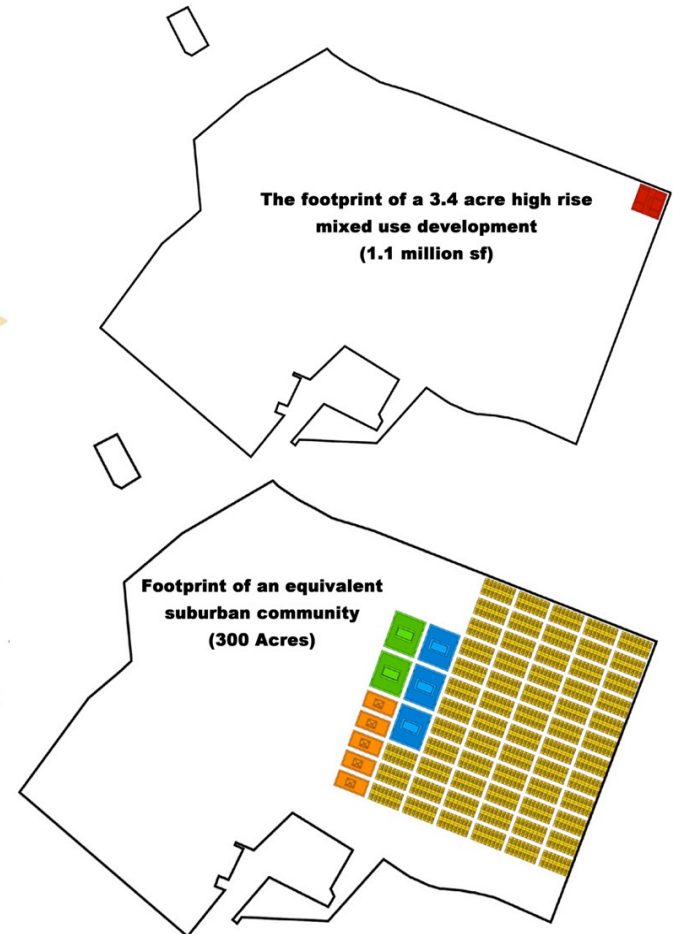 The footprint of a 3.4 acre high rise
mixed use development
(1.1 million sf)
Footprint of an equivalent
suburban community
(300 Acres)